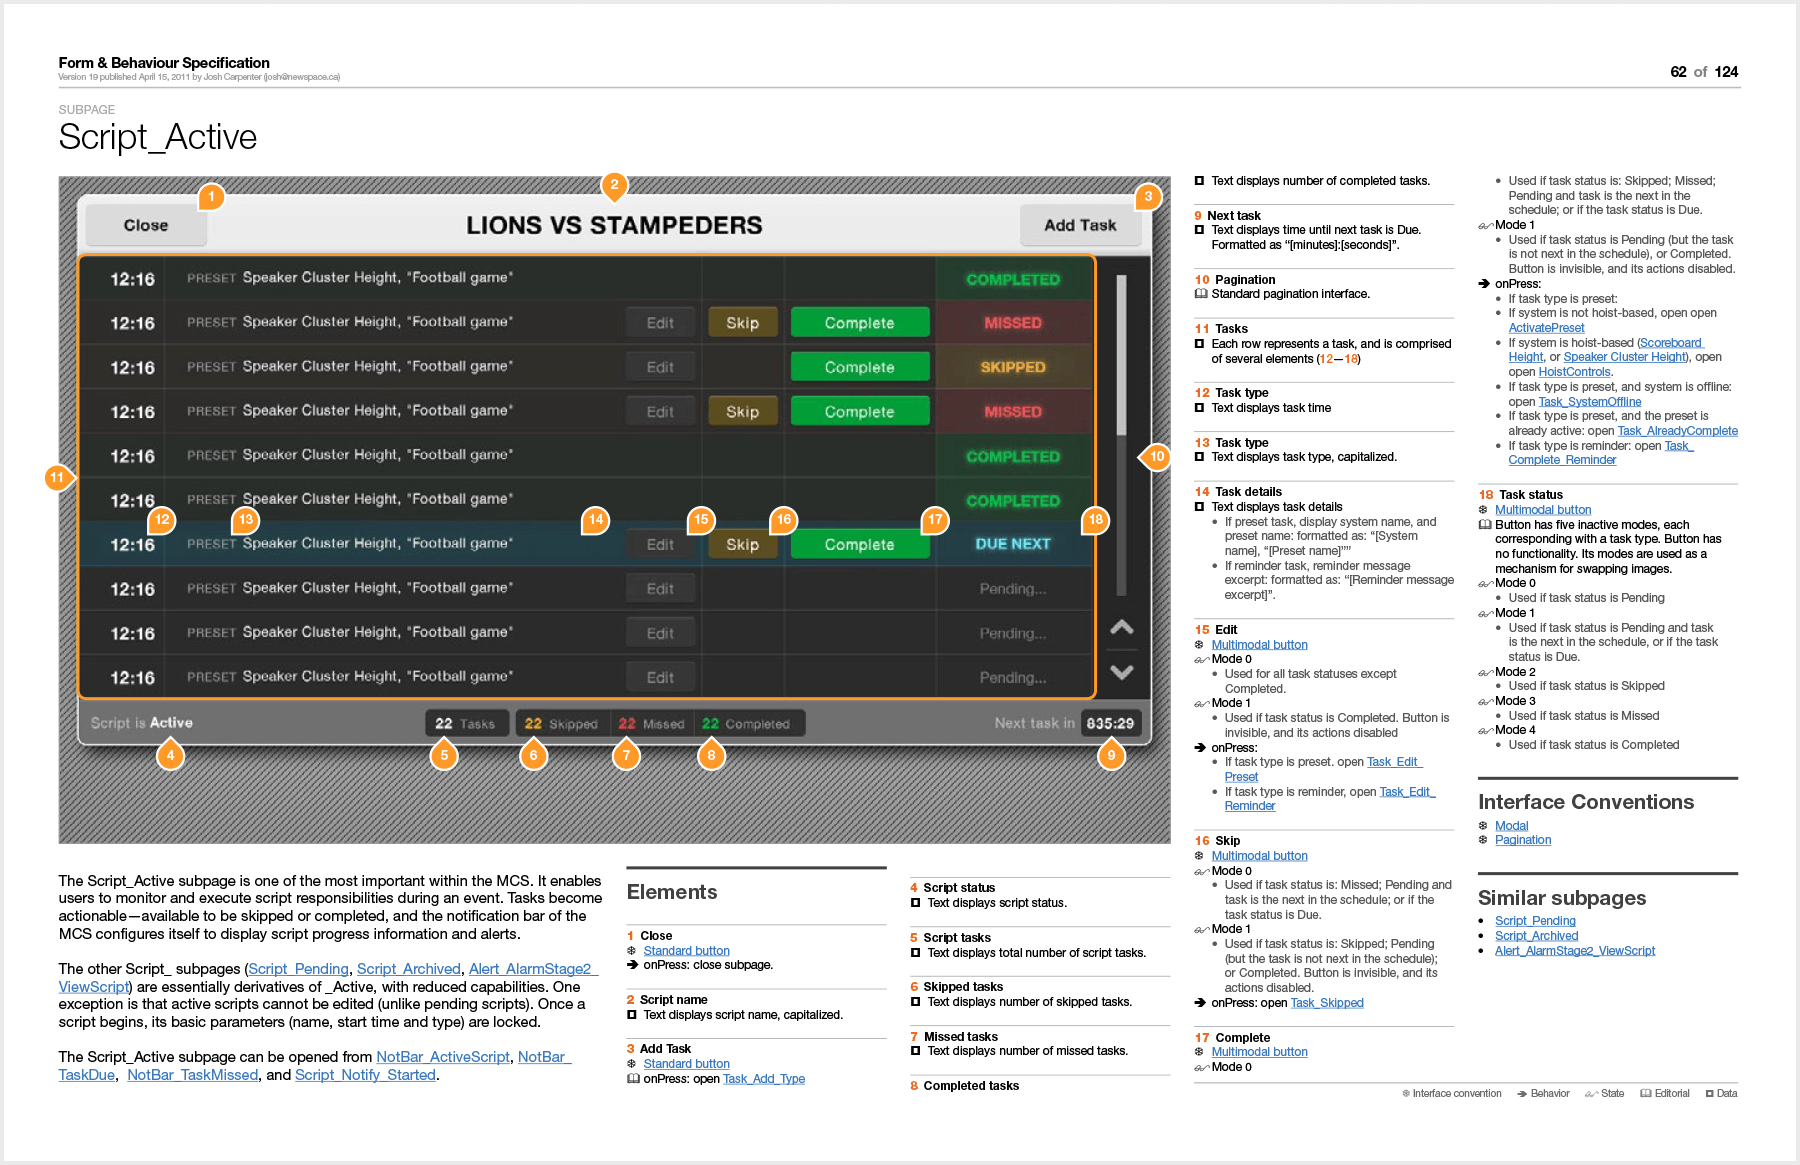 Form & Behaviour Specification
Version 19 published April 15, 2011 by Josh Carpenter (josh@newspace.ca)
62 of 124
SUBPAGE
Script_Active
1
2
3
Close
LIONS VS STAMPEDERS
Add Task
12:16 PRESET Speaker Cluster Height, "Football game" COMPLETED
12:16 PRESET Speaker Cluster Height, "Football game" Edit Skip Complete MISSED
12:16 PRESET Speaker Cluster Height, "Football game" Edit Complete SKIPPED
12:16 PRESET Speaker Cluster Height, "Football game" Edit Skip Complete MISSED
12:16 PRESET Speaker Cluster Height, "Football game" COMPLETED
10
11
12:16 PRESET Speaker Cluster Height, "Football game" COMPLETED
12 13 14 15 16 17 18
12:16 PRESET Speaker Cluster Height, "Football game" Edit Skip Complete DUE NEXT
12:16 PRESET Speaker Cluster Height, "Football game" Edit Pending...
12:16 PRESET Speaker Cluster Height, "Football game" Edit Pending...
12:16 PRESET Speaker Cluster Height, "Football game" Edit Pending...
Script is Active 22 Tasks 22 Skipped 22 Missed 22 Completed Next task in 835:29
4 5 6 7 8 9
The Script_Active subpage is one of the most important within the MCS. It enables
users to monitor and execute script responsibilities during an event. Tasks become
actionable—available to be skipped or completed, and the notification bar of the
MCS configures itself to display script progress information and alerts.
The other Script_ subpages (Script_Pending, Script_Archived, Alert_AlarmStage2_
ViewScript) are essentially derivatives of _Active, with reduced capabilities. One
exception is that active scripts cannot be edited (unlike pending scripts). Once a
script begins, its basic parameters (name, start time and type) are locked.
The Script_Active subpage can be opened from NotBar_ActiveScript, NotBar_
TaskDue, NotBar_TaskMissed, and Script_Notify_Started.
Elements
1 Close
Standard button
onPress: close subpage.
2 Script name
Text displays script name, capitalized.
3 Add Task
Standard button
onPress: open Task_Add_Type
4 Script status
Text displays script status.
5 Script tasks
Text displays total number of script tasks.
6 Skipped tasks
Text displays number of skipped tasks.
7 Missed tasks
Text displays number of missed tasks.
8 Completed tasks
Text displays number of completed tasks.
9 Next task
Text displays time until next task is Due.
Formatted as “[minutes]:[seconds]”.
10 Pagination
Standard pagination interface.
11 Tasks
Each row represents a task, and is comprised
of several elements (12—18)
12 Task type
Text displays task time
13 Task type
Text displays task type, capitalized.
14 Task details
Text displays task details
• If preset task, display system name, and
preset name: formatted as: “[System
name], “[Preset name]””
• If reminder task, reminder message
excerpt: formatted as: “[Reminder message
excerpt]”.
15 Edit
Multimodal button
Mode 0
• Used for all task statuses except
Completed.
Mode 1
• Used if task status is Completed. Button is
invisible, and its actions disabled
onPress:
• If task type is preset. open Task_Edit_
Preset
• If task type is reminder, open Task_Edit_
Reminder
16 Skip
Multimodal button
Mode 0
• Used if task status is: Missed; Pending and
task is the next in the schedule; or if the
task status is Due.
Mode 1
• Used if task status is: Skipped; Pending
(but the task is not next in the schedule);
or Completed. Button is invisible, and its
actions disabled.
onPress: open Task_Skipped
17 Complete
Multimodal button
Mode 0
• Used if task status is: Skipped; Missed;
Pending and task is the next in the
schedule; or if the task status is Due.
Mode 1
• Used if task status is Pending (but the task
is not next in the schedule), or Completed.
Button is invisible, and its actions disabled.
onPress:
• If task type is preset:
• If system is not hoist-based, open open
ActivatePreset
• If system is hoist-based (Scoreboard
Height, or Speaker Cluster Height), open
open HoistControls.
• If task type is preset, and system is offline:
open Task_SystemOffline
• If task type is preset, and the preset is
already active: open Task_AlreadyComplete
• If task type is reminder: open Task_
Complete_Reminder
18 Task status
Multimodal button
Button has five inactive modes, each
corresponding with a task type. Button has
no functionality. Its modes are used as a
mechanism for swapping images.
Mode 0
• Used if task status is Pending
Mode 1
• Used if task status is Pending and task
is the next in the schedule, or if the task
status is Due.
Mode 2
• Used if task status is Skipped
Mode 3
• Used if task status is Missed
Mode 4
• Used if task status is Completed
Interface Conventions
Modal
Pagination
Similar subpages
• Script_Pending
• Script_Archived
• Alert_AlarmStage2_ViewScript
Interface convention Behavior State Editorial Data